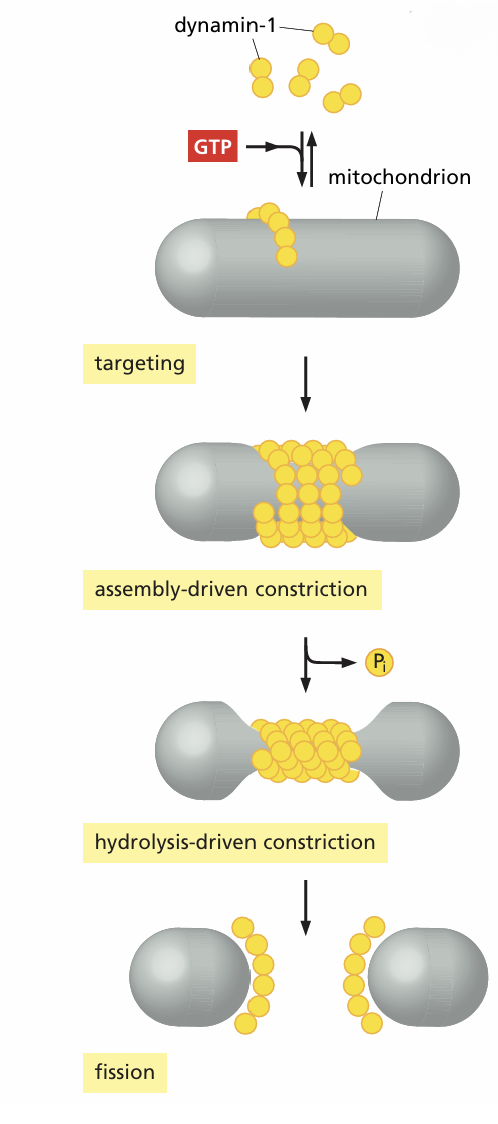 dynamin-1
GTP
mitochondrion
targeting
assembly-driven constriction
Pi
hydrolysis-driven constriction
fission